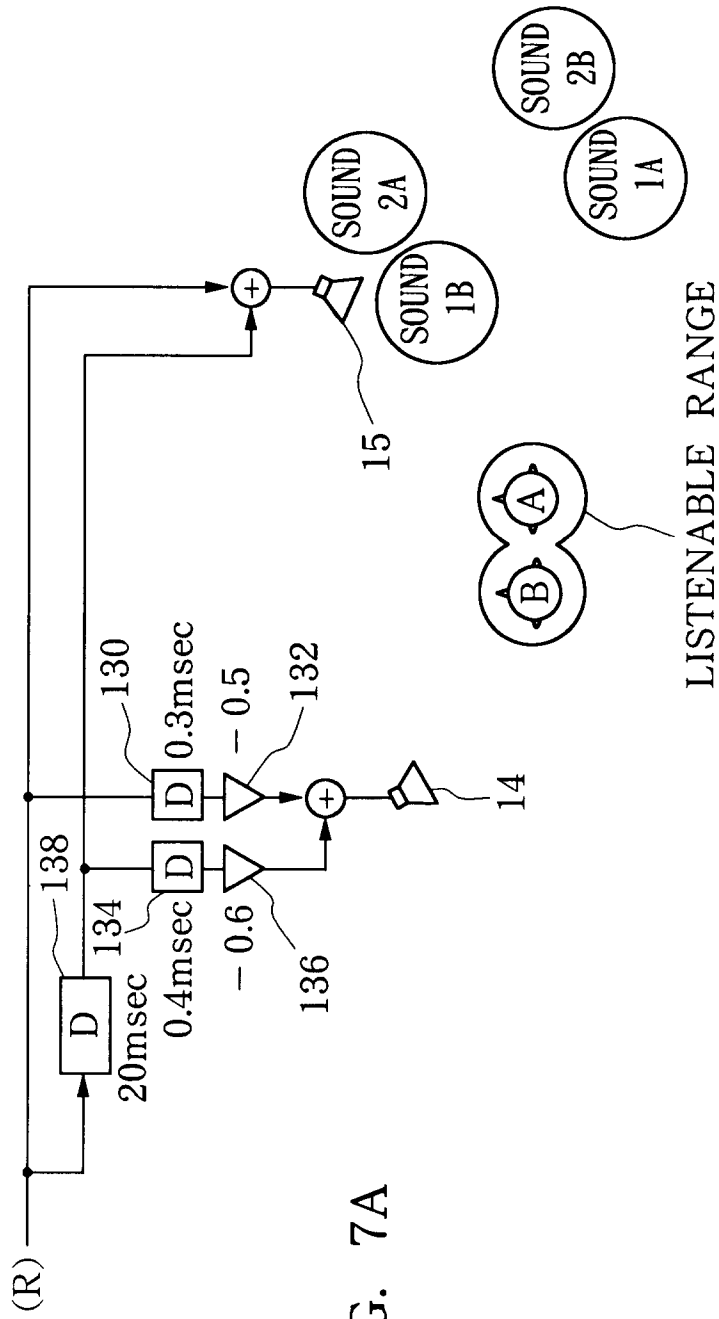 (R)
138
D
20msec
130
D
0.3msec
-0.5
132
134
D
0.4msec
-0.6
136
14
15
SOUND
2A
SOUND
1B
SOUND
2B
SOUND
1A
B
A
LISTENABLE RANGE
7A